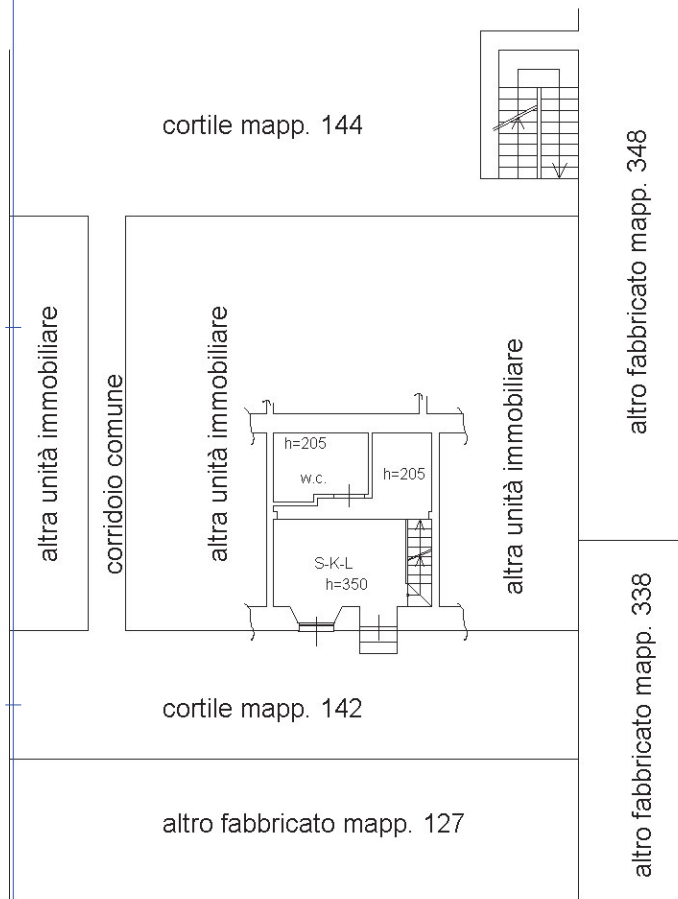 cortile mapp. 144
altro fabbricato mapp. 348
altra unità immobiliare
corridoio comune
altra unità immobiliare
altra unità immobiliare
h=205
w.c.
h=205
S-K-L
h=350
cortile mapp. 142
altro fabbricato mapp. 338
altro fabbricato mapp. 127